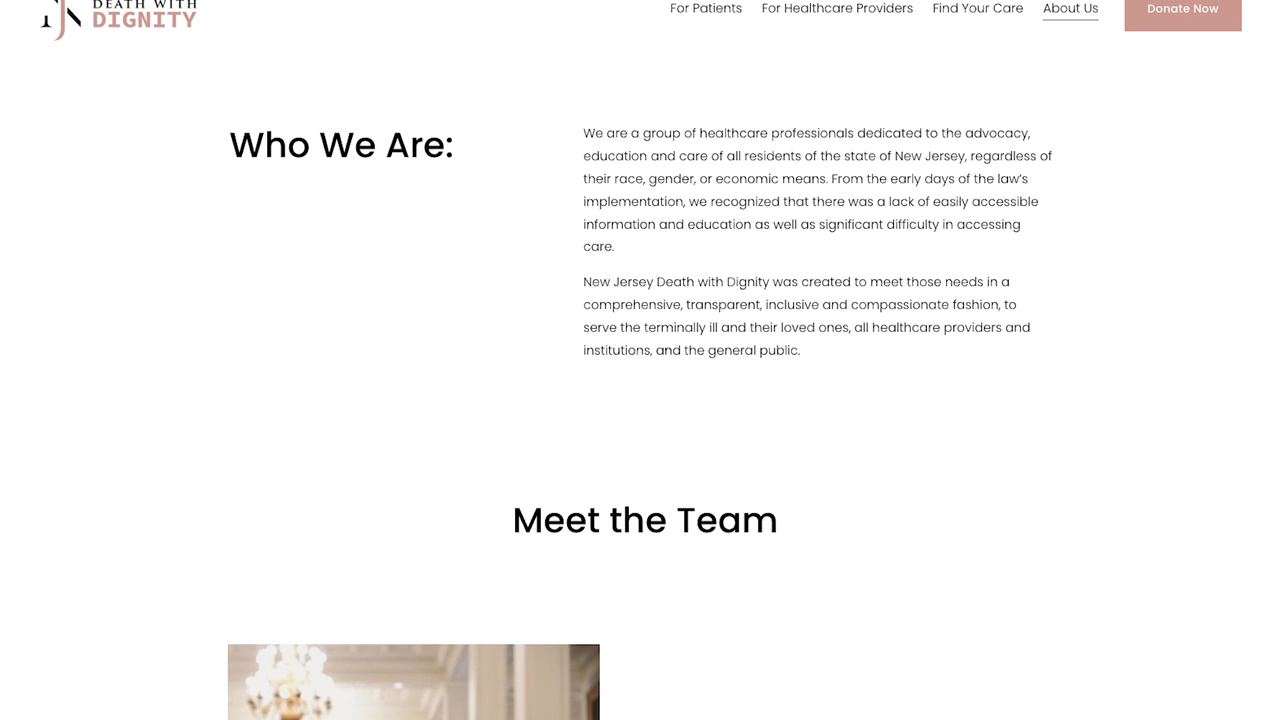 DEATH WITH
DIGNITY
For Patients
For Healthcare Providers
Find Your Care
About Us
Donate Now
Who We Are:
We are a group of healthcare professionals dedicated to the advocacy,
education and care of all residents of the state of New Jersey, regardless of
their race, gender, or economic means. From the early days of the law's
implementation, we recognized that there was a lack of easily accessible
information and education as well as significant difficulty in accessing
care.
New Jersey Death with Dignity was created to meet those needs in a
comprehensive, transparent, inclusive and compassionate fashion, to
serve the terminally ill and their loved ones, all healthcare providers and
institutions, and the general public.
Meet the Team